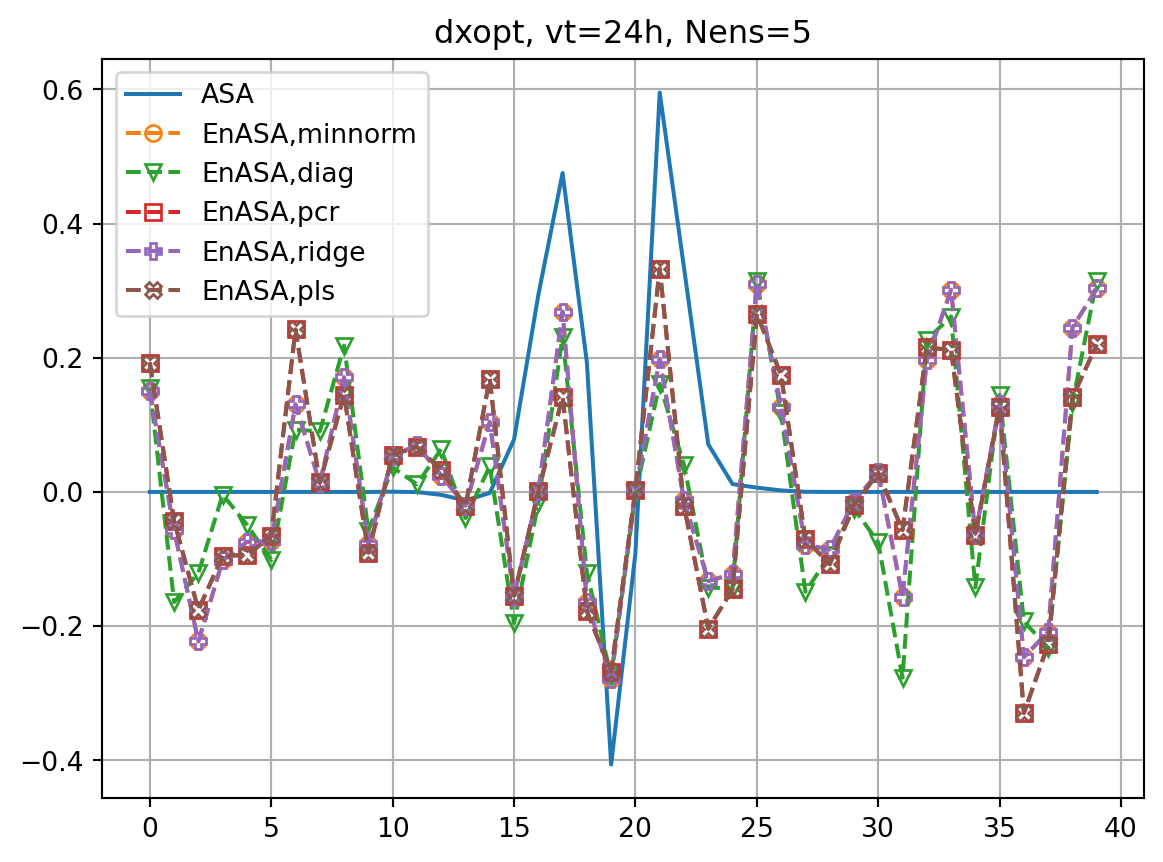 dxopt, vt=24h, Nens=5
ASA
EnASA,minnorm
EnASA,diag
EnASA,pcr
EnASA,ridge
EnASA,pls
0.6
0.4
0.2
0.0
−0.2
−0.4
0 5 10 15 20 25 30 35 40